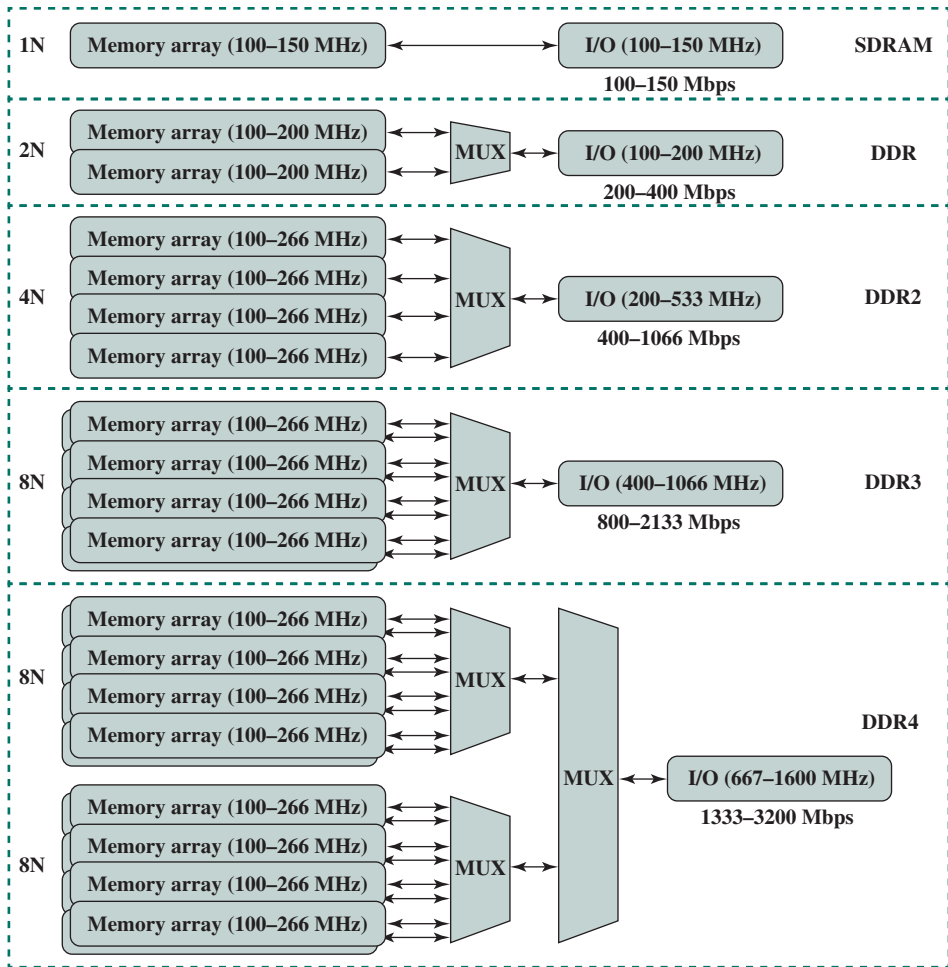 1N
Memory array (100–150 MHz)
I/O (100–150 MHz)
SDRAM
100–150 Mbps
2N
Memory array (100–200 MHz)
Memory array (100–200 MHz)
MUX
I/O (100–200 MHz)
DDR
200–400 Mbps
4N
Memory array (100–266 MHz)
Memory array (100–266 MHz)
Memory array (100–266 MHz)
Memory array (100–266 MHz)
MUX
I/O (200–533 MHz)
DDR2
400–1066 Mbps
8N
Memory array (100–266 MHz)
Memory array (100–266 MHz)
Memory array (100–266 MHz)
Memory array (100–266 MHz)
MUX
I/O (400–1066 MHz)
DDR3
800–2133 Mbps
8N
Memory array (100–266 MHz)
Memory array (100–266 MHz)
Memory array (100–266 MHz)
Memory array (100–266 MHz)
MUX
DDR4
MUX
I/O (667–1600 MHz)
1333–3200 Mbps
8N
Memory array (100–266 MHz)
Memory array (100–266 MHz)
Memory array (100–266 MHz)
Memory array (100–266 MHz)
MUX